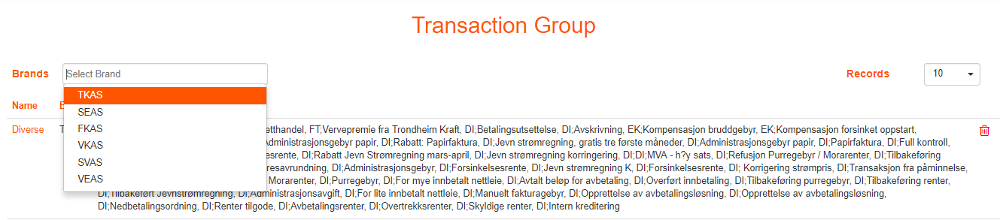 Transaction Group
Brands Select Brand Records 10
TKAS
Name
SEAS
FKAS
Diverse etthandel, FT;Vervepremie fra Trondheim Kraft, DI;Betalingsutsettelse, DI;Avskrivning, EK;Kompensasjon bruddgebyr, EK;Kompensasjon forsinket oppstart,
VKAS dministrasjonsgebyr papir, DI;Rabatt: Papirfaktura, DI;Jevn strømregning, gratis tre første måneder, DI;Administrasjonsgebyr papir, DI;Papirfaktura, DI;Full kontroll,
esrente, DI;Rabatt Jevn Strømregning mars-april, DI;Jevn strømregning korringering, DI;DI;MVA - h?y sats, DI;Refusjon Purregebyr / Morarenter, DI;Tilbakeføring
SVAS resavrundning, DI;Administrasjonsgebyr, DI;Forsinkelsesrente, DI;Jevn strømregning K, DI;Forsinkelsesrente, DI; Korrigering strømpris, DI;Transaksjon fra påminnelse,
VEAS Morarenter, DI;Purregebyr, DI;For mye innbetalt nettleie, DI;Avtalt beløp for avbetaling, DI;Overført innbetaling, DI;Tilbakeføring purregebyr, DI;Tilbakeføring renter,
DI;Tilbakeført Jevnstrømregning, DI;Administrasjonsavgift, DI;For lite innbetalt nettleie, DI;Manuelt fakturagebyr, DI;Opprettelse av avbetalingsløsning, DI;Opprettelse av avbetalingsløsning,
DI;Nedbetalingsordning, DI;Renter tilgode, DI;Avbetalingsrenter, DI;Overtrekksrenter, DI;Skyldige renter, DI;Intern kreditering